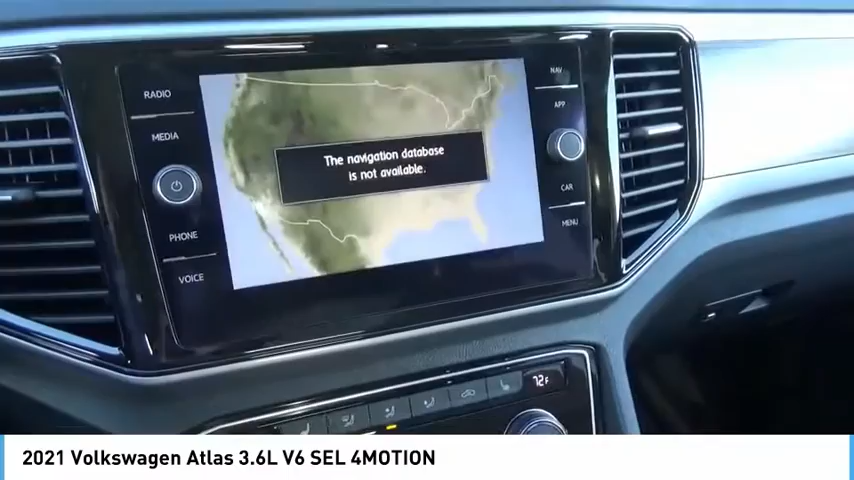 RADIO
MEDIA
PHONE
VOICE
The navigation database
is not available.
NAV
APP
CAR
MENU
72°F
2021 Volkswagen Atlas 3.6L V6 SEL 4MOTION